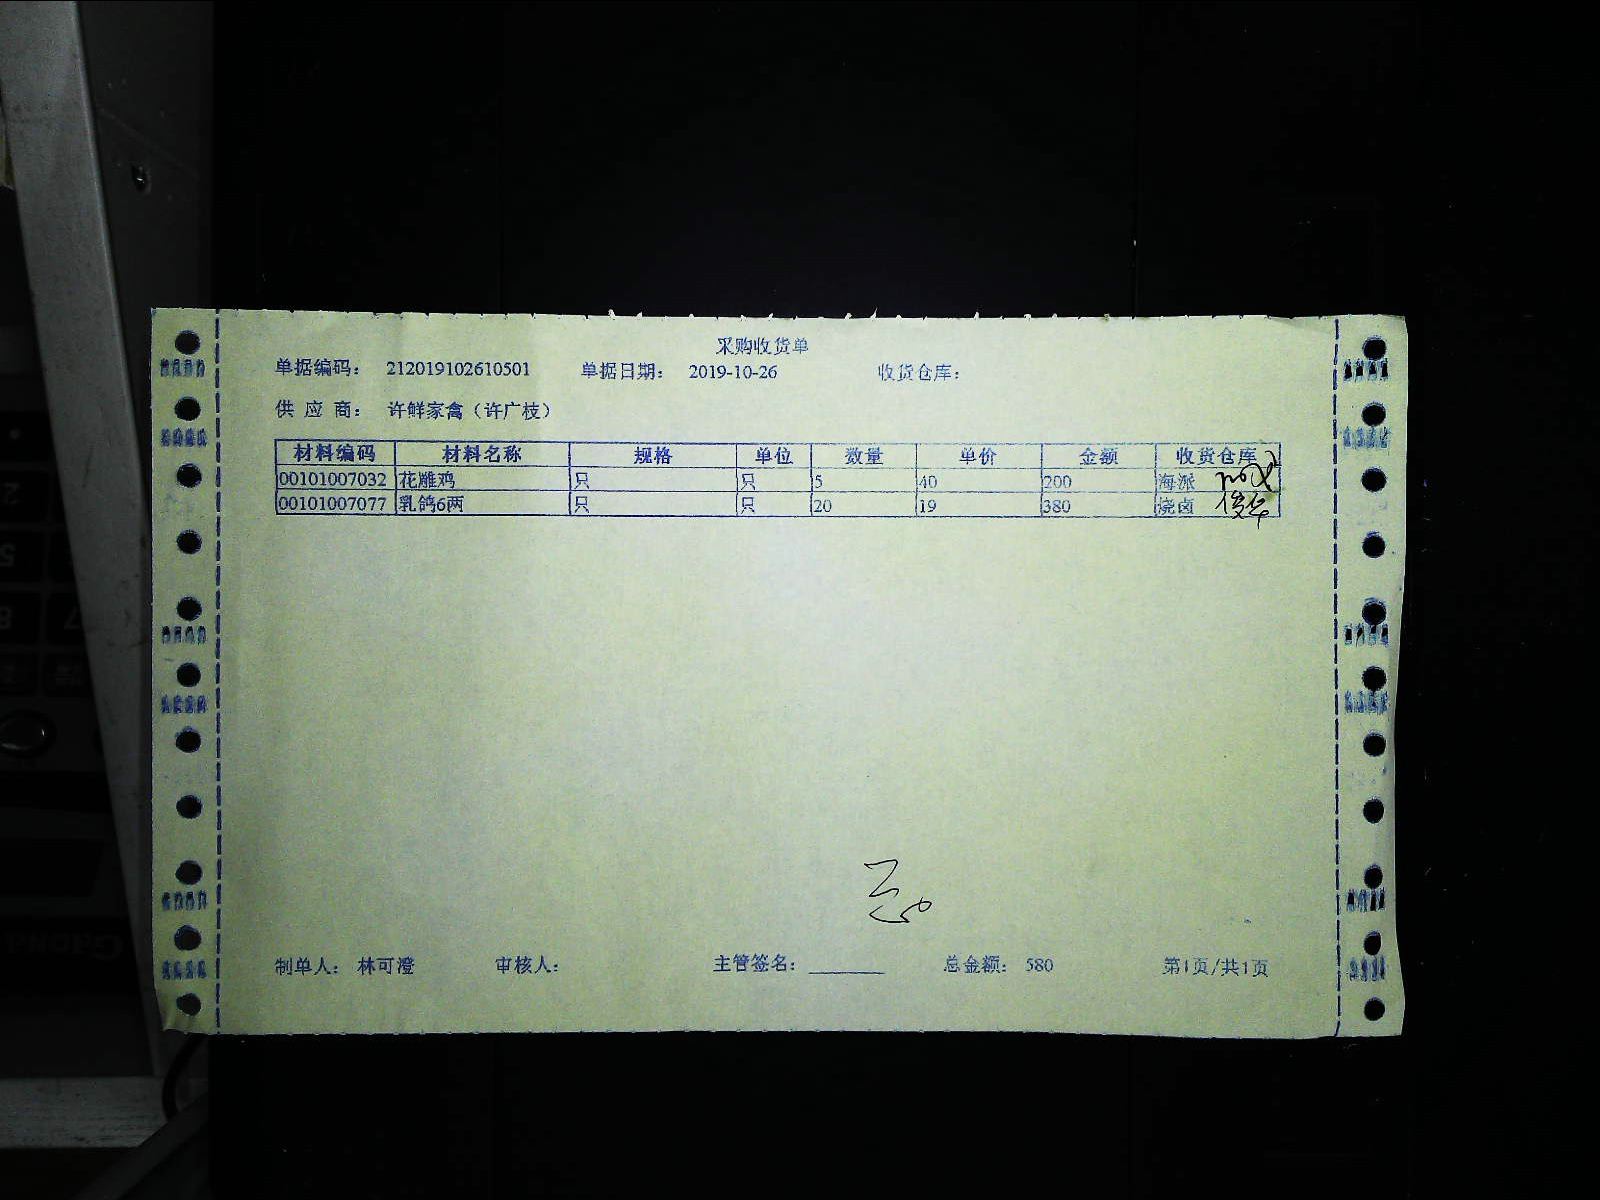 采购收货单
单据编码： 212019102610501 单据日期： 2019-10-26 收货仓库：
供 应 商： 许鲜家禽（许广枝）
材料编码 材料名称 规格 单位 数量 单价 金额 收货仓库
00101007032 花雕鸡 只 只 5 40 200 海派
00101007077 乳鸽6两 只 只 20 19 380 烧卤
制单人： 林可澄 审核人： 主管签名： ________ 总金额： 580 第1页/共1页